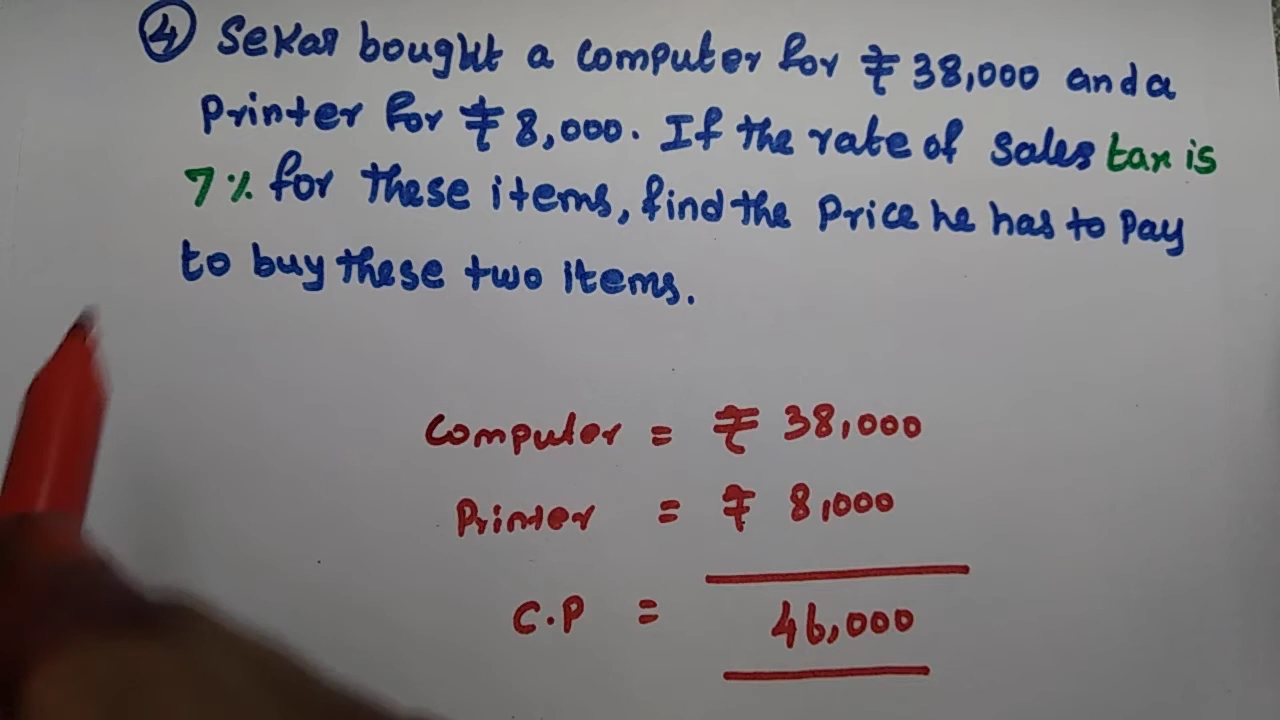 ④ Sekar bought a computer for ₹ 38,000 and a
Printer for ₹ 8,000. If the rate of sales tax is
7% for these items, find the price he has to pay
to buy these two items.
Computer = ₹ 38,000
Printer = ₹ 8,000
C.P = 46,000